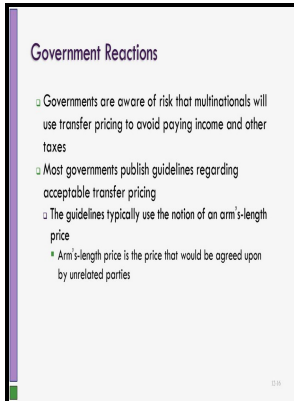 Government Reactions
Governments are aware of risk that multinationals will
use transfer pricing to avoid paying income and other
taxes
Most governments publish guidelines regarding
acceptable transfer pricing
The guidelines typically use the notion of an arm's-length
price
Arm's-length price is the price that would be agreed upon
by unrelated parties